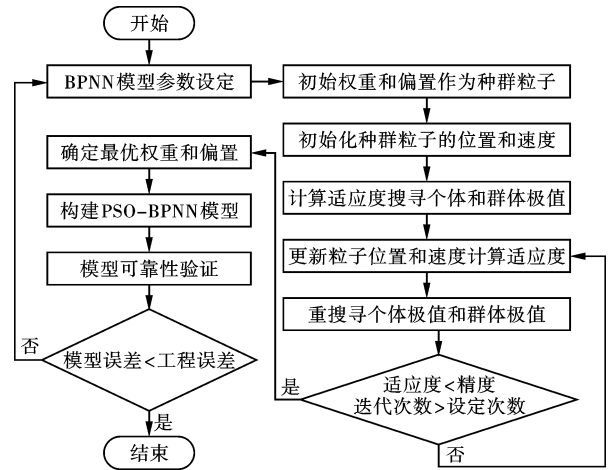 开始
BPNN模型参数设定
初始权重和偏置作为种群粒子
初始化种群粒子的位置和速度
计算适应度搜寻个体和群体极值
更新粒子位置和速度计算适应度
重搜寻个体极值和群体极值
适应度<精度
迭代次数>设定次数
是
否
确定最优权重和偏置
构建PSO-BPNN模型
模型可靠性验证
模型误差<工程误差
否
是
结束